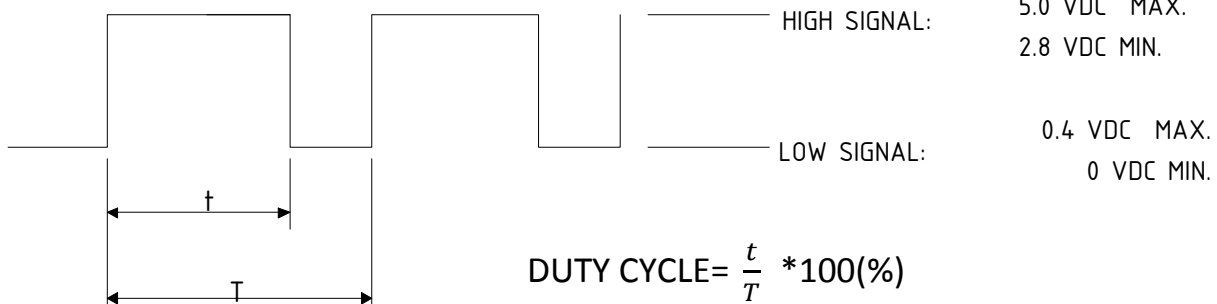 5.0 VDC MAX.
HIGH SIGNAL:
2.8 VDC MIN.
0.4 VDC MAX.
LOW SIGNAL:
0 VDC MIN.
t
DUTY CYCLE= t/T *100(%)
T